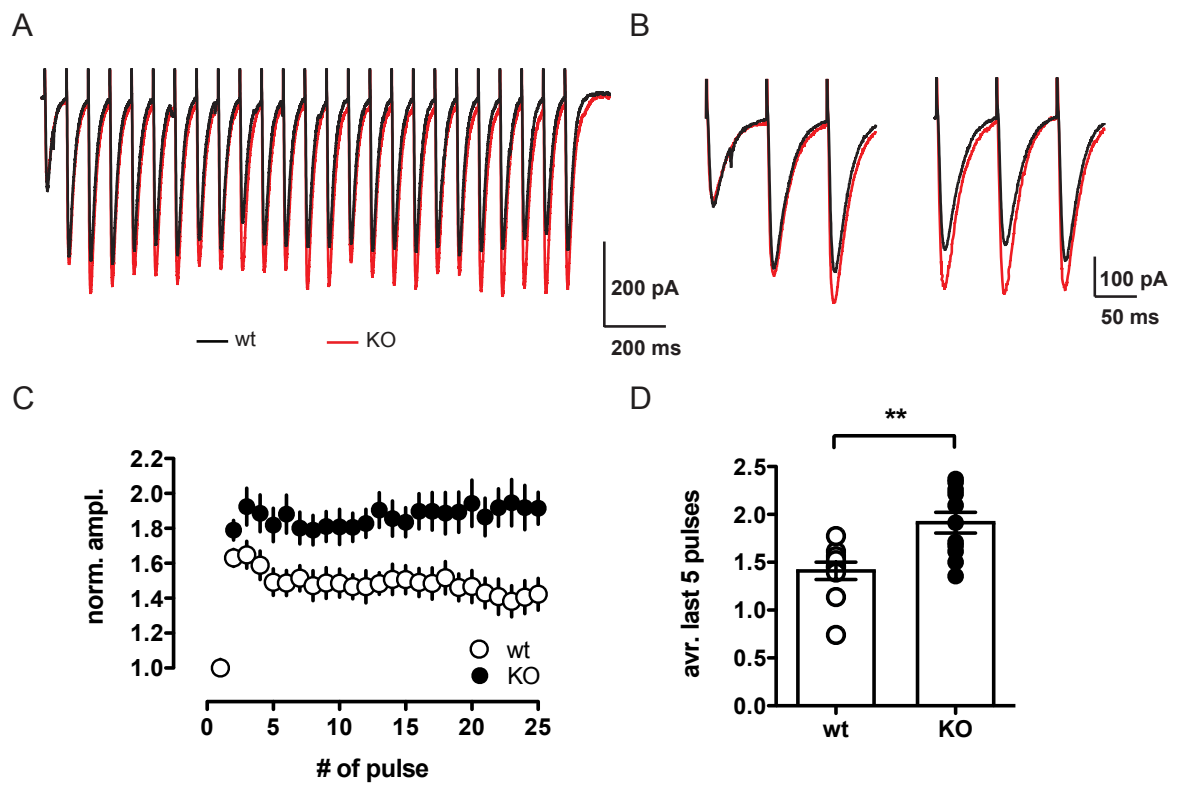 A
200 pA
200 ms
wt
KO
B
100 pA
50 ms
C
norm. ampl.
2.2
2.0
1.8
1.6
1.4
1.2
1.0
0 5 10 15 20 25
# of pulse
wt
KO
D
**
avr. last 5 pulses
2.5
2.0
1.5
1.0
0.5
0.0
wt KO